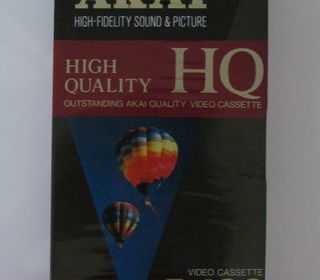 AKAI
HIGH-FIDELITY SOUND & PICTURE
HIGH QUALITY HQ
OUTSTANDING AKAI QUALITY VIDEO CASSETTE
VIDEO CASSETTE